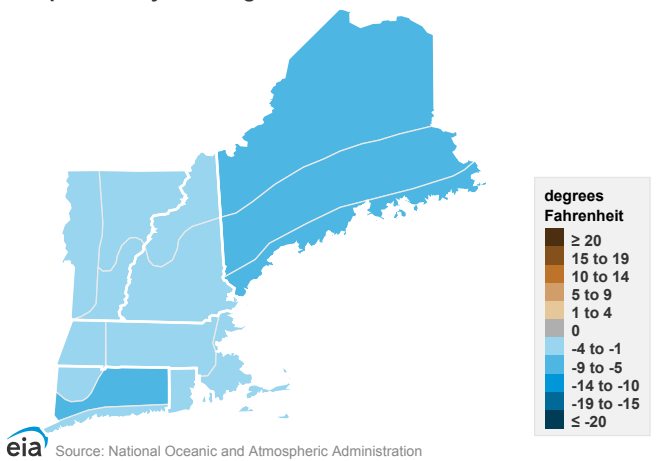 degrees
Fahrenheit
≥ 20
15 to 19
10 to 14
5 to 9
1 to 4
0
-4 to -1
-9 to -5
-14 to -10
-19 to -15
≤ -20
eia Source: National Oceanic and Atmospheric Administration